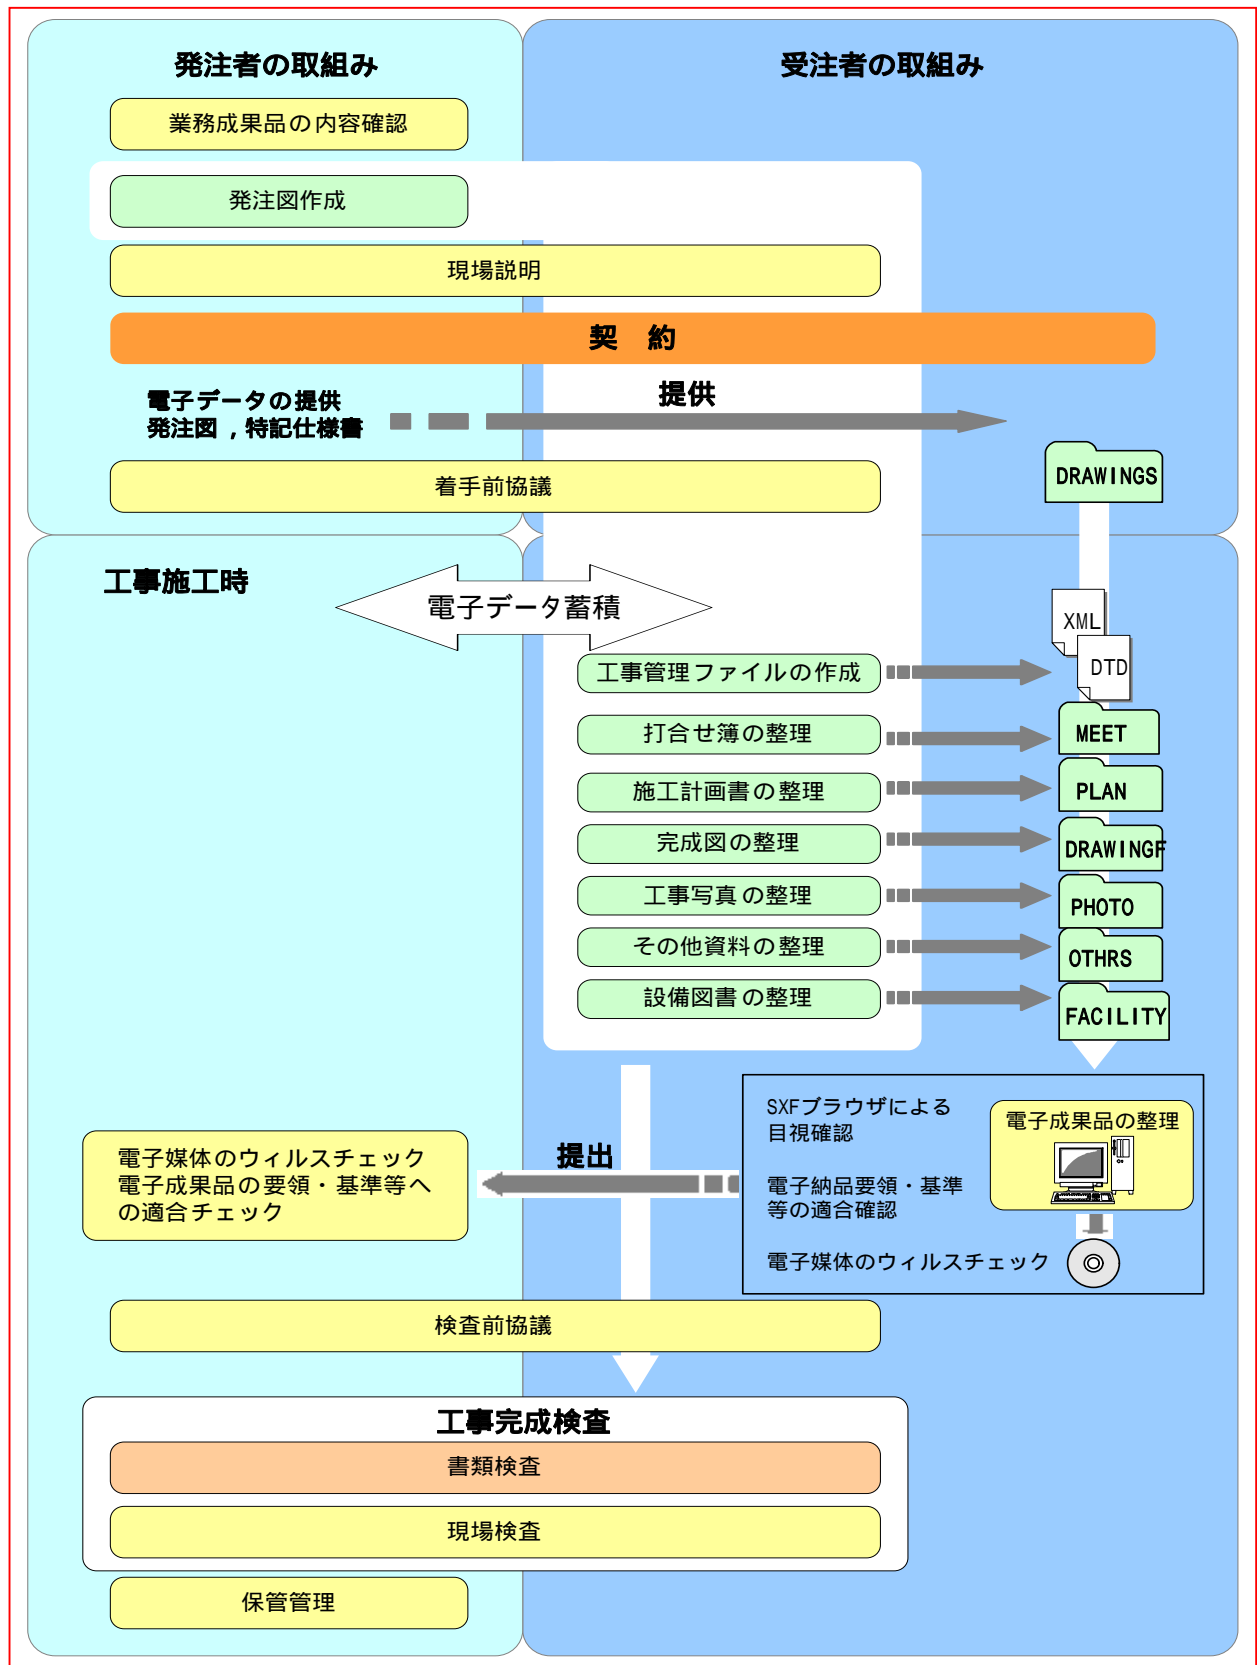 発注者の取組み
受注者の取組み
業務成果品の内容確認
発注図作成
現場説明
契　約
電子データの提供
発注図 , 特記仕様書
提供
着手前協議
DRAWINGS
工事施工時
電子データ蓄積
XML
DTD
工事管理ファイルの作成
打合せ簿の整理
MEET
施工計画書の整理
PLAN
完成図の整理
DRAWINGF
工事写真の整理
PHOTO
その他資料の整理
OTHRS
設備図書の整理
FACILITY
SXFブラウザによる
目視確認
電子納品要領・基準
等の適合確認
電子媒体のウィルスチェック
電子成果品の整理
提出
電子媒体のウィルスチェック
電子成果品の要領・基準等へ
の適合チェック
検査前協議
工事完成検査
書類検査
現場検査
保管管理